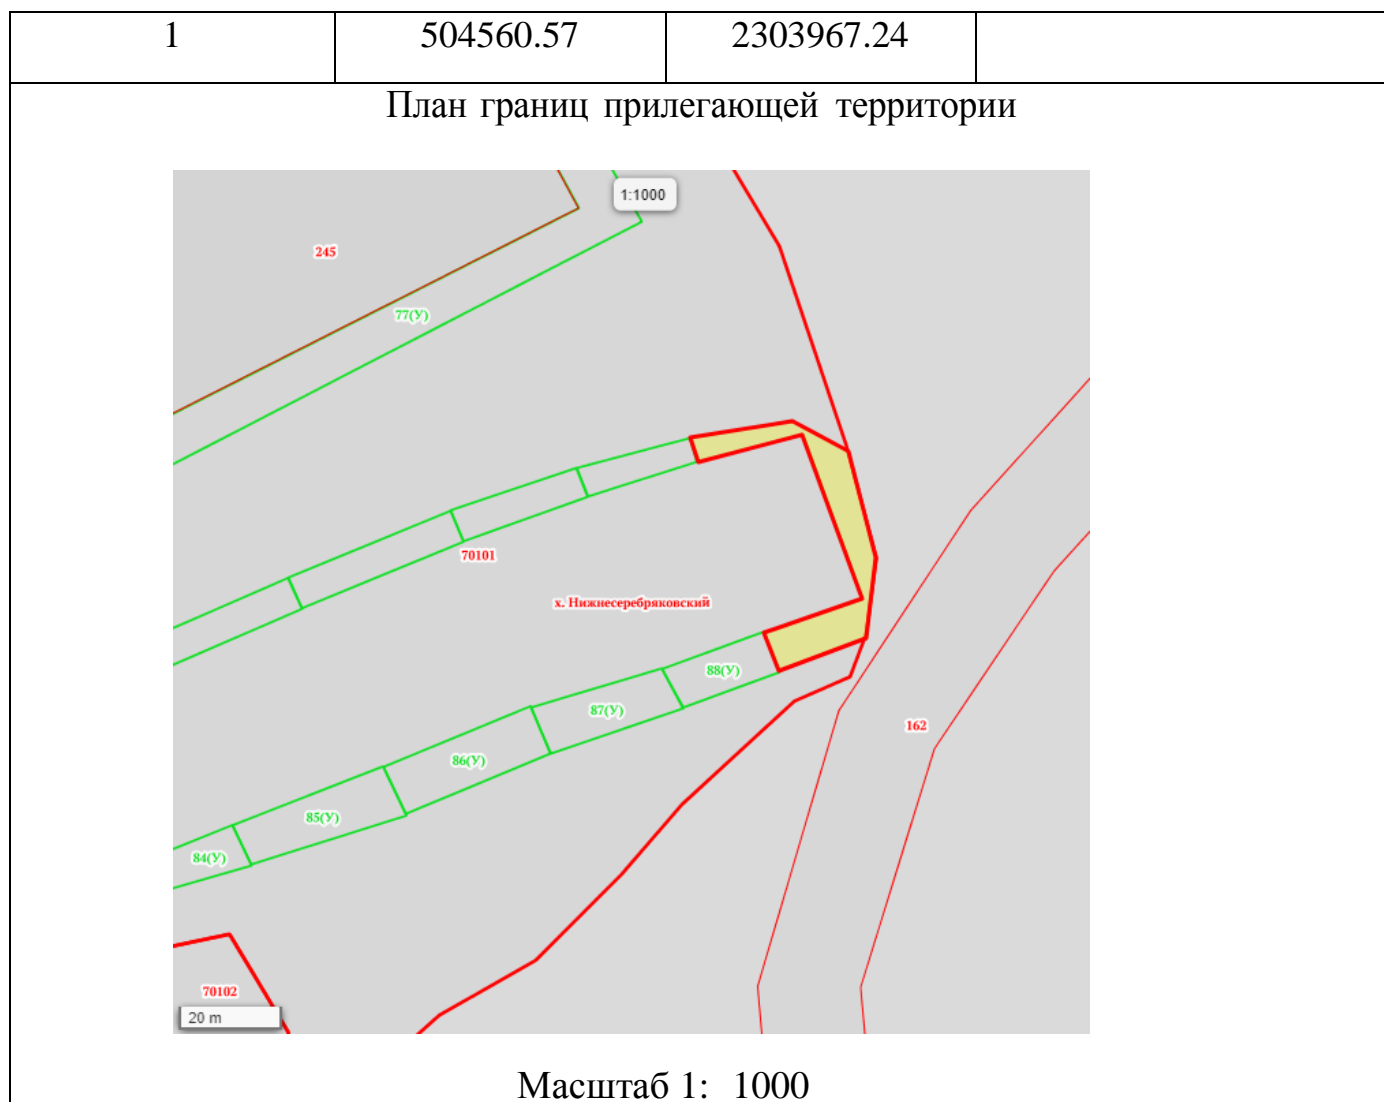 1 504560.57 2303967.24
План границ прилегающей территории
1:1000
245
77(У)
70101
х. Нижнесеребряковский
88(У)
87(У)
162
86(У)
85(У)
84(У)
70102
20 m
Масштаб 1: 1000